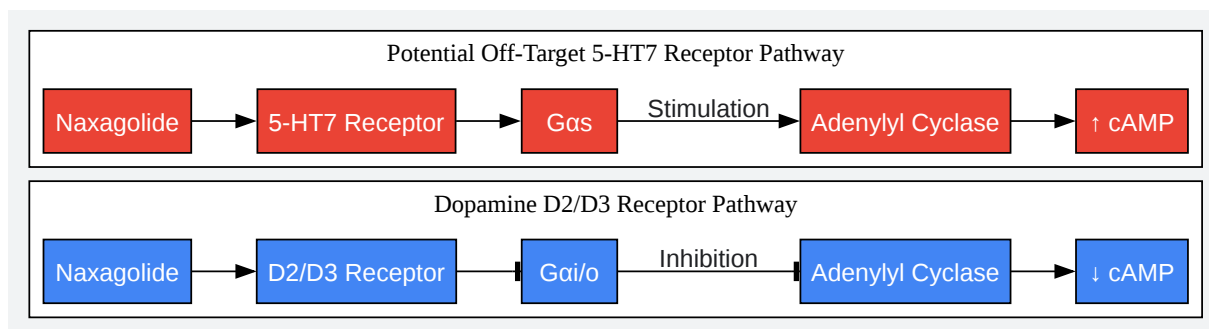 Potential Off-Target 5-HT7 Receptor Pathway
Naxagolide
5-HT7 Receptor
Gαs
Stimulation
Adenylyl Cyclase
↑ cAMP
Dopamine D2/D3 Receptor Pathway
Naxagolide
D2/D3 Receptor
Gαi/o
Inhibition
Adenylyl Cyclase
↓ cAMP